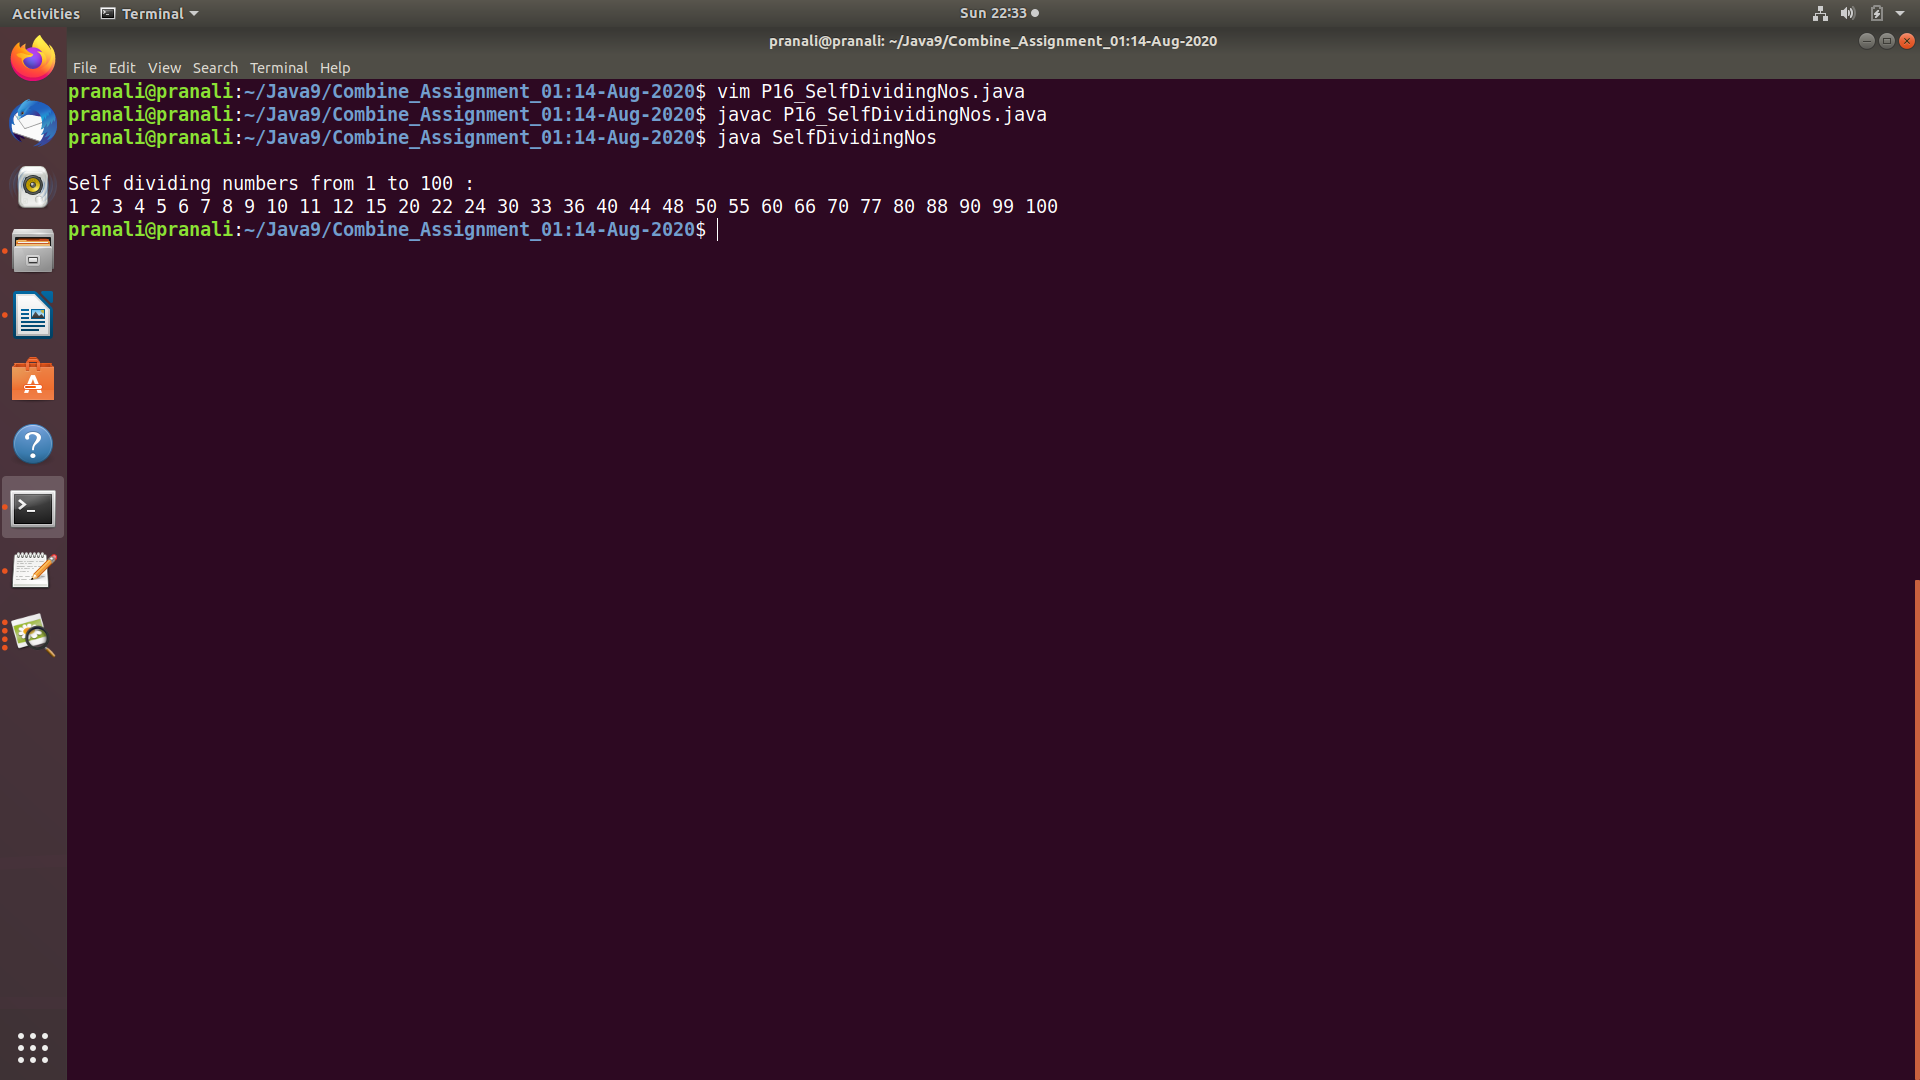 Activities Terminal Sun 22:33
pranali@pranali: ~/Java9/Combine_Assignment_01:14-Aug-2020
File Edit View Search Terminal Help
pranali@pranali:~/Java9/Combine_Assignment_01:14-Aug-2020$ vim P16_SelfDividingNos.java
pranali@pranali:~/Java9/Combine_Assignment_01:14-Aug-2020$ javac P16_SelfDividingNos.java
pranali@pranali:~/Java9/Combine_Assignment_01:14-Aug-2020$ java SelfDividingNos
Self dividing numbers from 1 to 100 :
1 2 3 4 5 6 7 8 9 10 11 12 15 20 22 24 30 33 36 40 44 48 50 55 60 66 70 77 80 88 90 99 100
pranali@pranali:~/Java9/Combine_Assignment_01:14-Aug-2020$